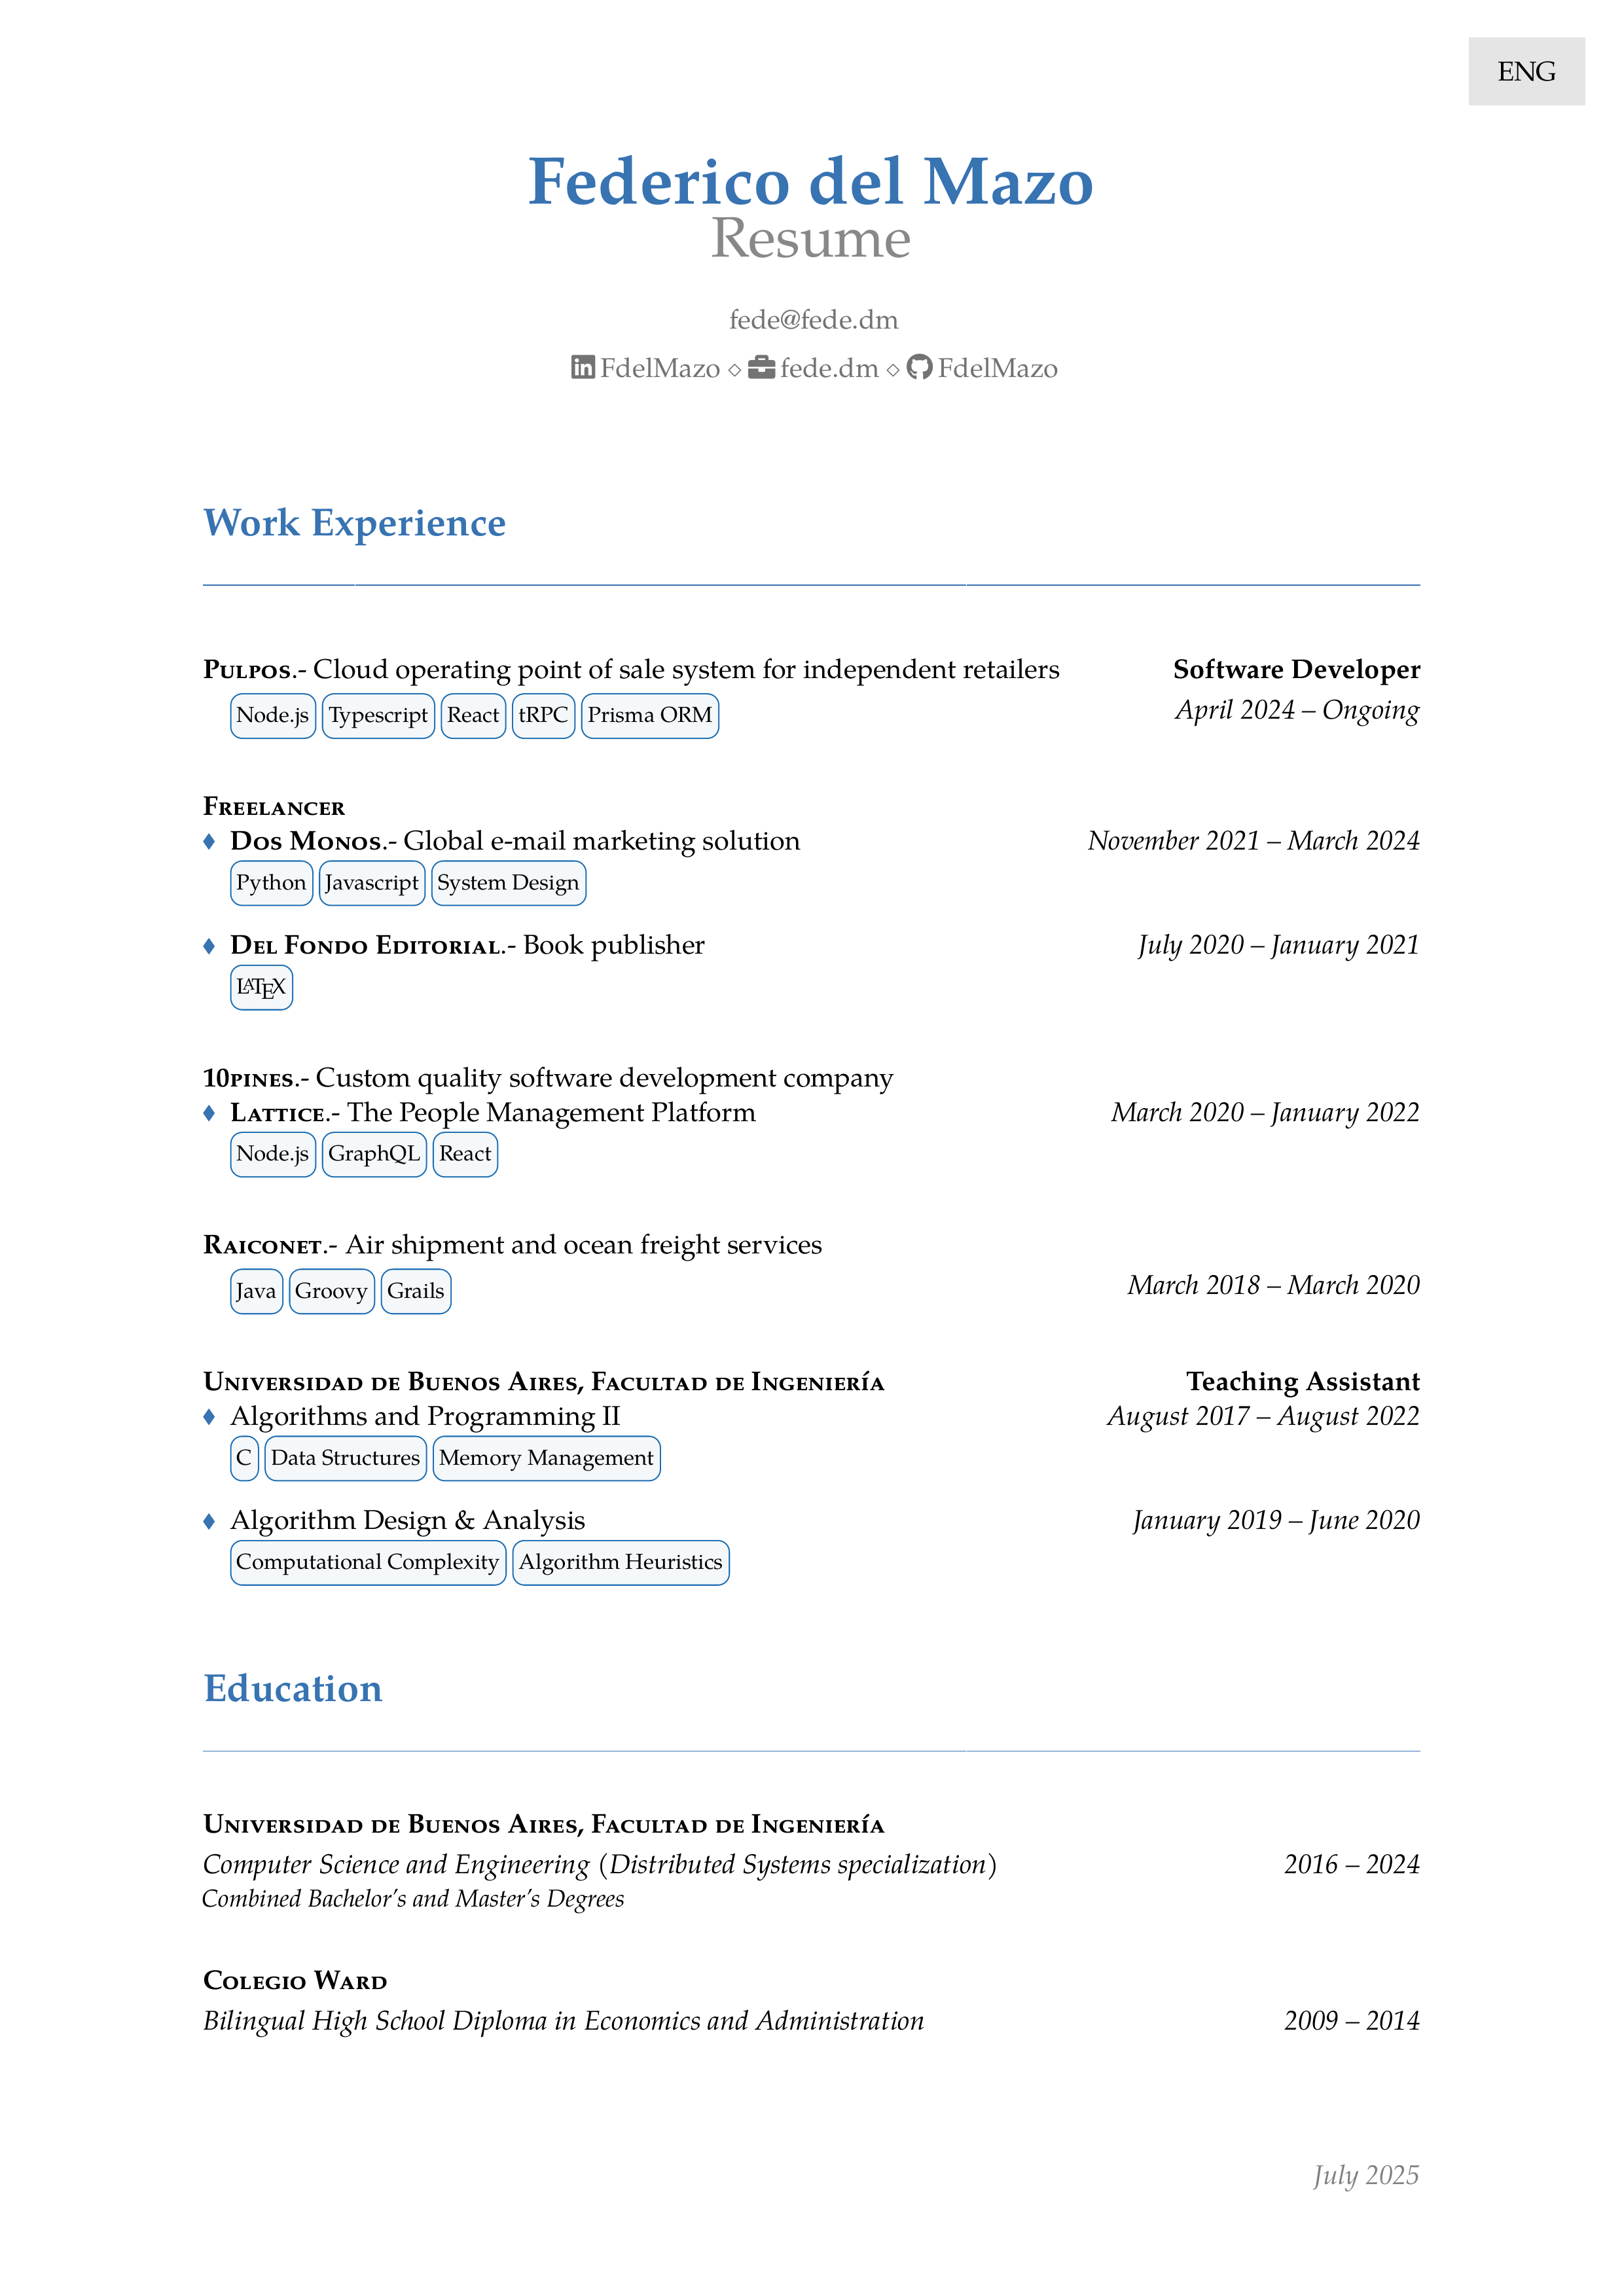 ENG
Federico del Mazo
Resume
fede@fede.dm
FdelMazo ⋄ fede.dm ⋄ FdelMazo
Work Experience
Pulpos.- Cloud operating point of sale system for independent retailers Software Developer
Node.js Typescript React tRPC Prisma ORM April 2024 – Ongoing
Freelancer
♦ Dos Monos.- Global e-mail marketing solution November 2021 – March 2024
Python Javascript System Design
♦ Del Fondo Editorial.- Book publisher July 2020 – January 2021
LATEX
10pines.- Custom quality software development company
♦ Lattice.- The People Management Platform March 2020 – January 2022
Node.js GraphQL React
Raiconet.- Air shipment and ocean freight services
Java Groovy Grails March 2018 – March 2020
Universidad de Buenos Aires, Facultad de Ingeniería Teaching Assistant
♦ Algorithms and Programming II August 2017 – August 2022
C Data Structures Memory Management
♦ Algorithm Design & Analysis January 2019 – June 2020
Computational Complexity Algorithm Heuristics
Education
Universidad de Buenos Aires, Facultad de Ingeniería
Computer Science and Engineering (Distributed Systems specialization) 2016 – 2024
Combined Bachelor's and Master's Degrees
Colegio Ward
Bilingual High School Diploma in Economics and Administration 2009 – 2014
July 2025